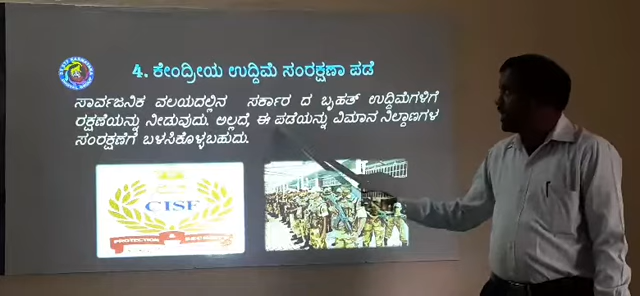 4. ಕೇಂದ್ರೀಯ ಉದ್ದಿಮೆ ಸಂರಕ್ಷಣಾ ಪಡೆ
ಸಾರ್ವಜನಿಕ ವಲಯದಲ್ಲಿನ ಸರ್ಕಾರ ದ ಬೃಹತ್ ಉದ್ದಿಮೆಗಳಿಗೆ
ರಕ್ಷಣೆಯನ್ನು ನೀಡುವುದು. ಅಲ್ಲದೆ, ಈ ಪಡೆಯನ್ನು ವಿಮಾನ ನಿಲ್ದಾಣಗಳ
ಸಂರಕ್ಷಣೆಗೆ ಬಳಸಿಕೊಳ್ಳಬಹುದು.
CISF
PROTECTION &